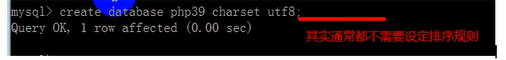 mysql> create database php39 charset utf8;
Query OK, 1 row affected (0.00 sec)
其实通常都不需要设定排序规则